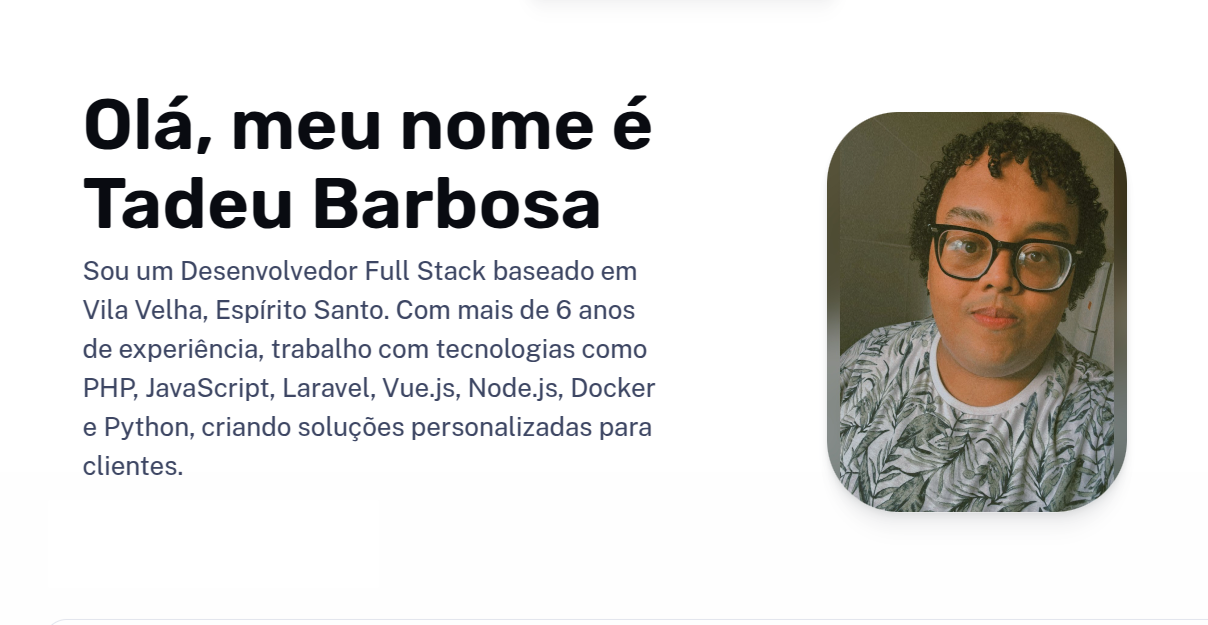 Olá, meu nome é
Tadeu Barbosa
Sou um Desenvolvedor Full Stack baseado em
Vila Velha, Espírito Santo. Com mais de 6 anos
de experiência, trabalho com tecnologias como
PHP, JavaScript, Laravel, Vue.js, Node.js, Docker
e Python, criando soluções personalizadas para
clientes.